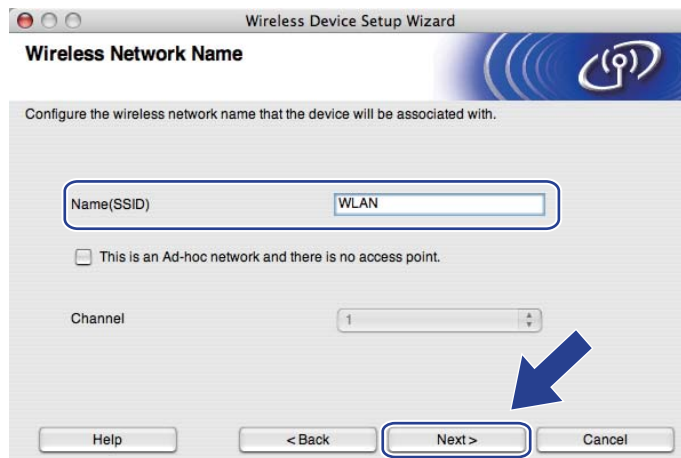 Wireless Device Setup Wizard
Wireless Network Name
Configure the wireless network name that the device will be associated with.
Name(SSID) WLAN
This is an Ad-hoc network and there is no access point.
Channel 1
Help < Back Next > Cancel